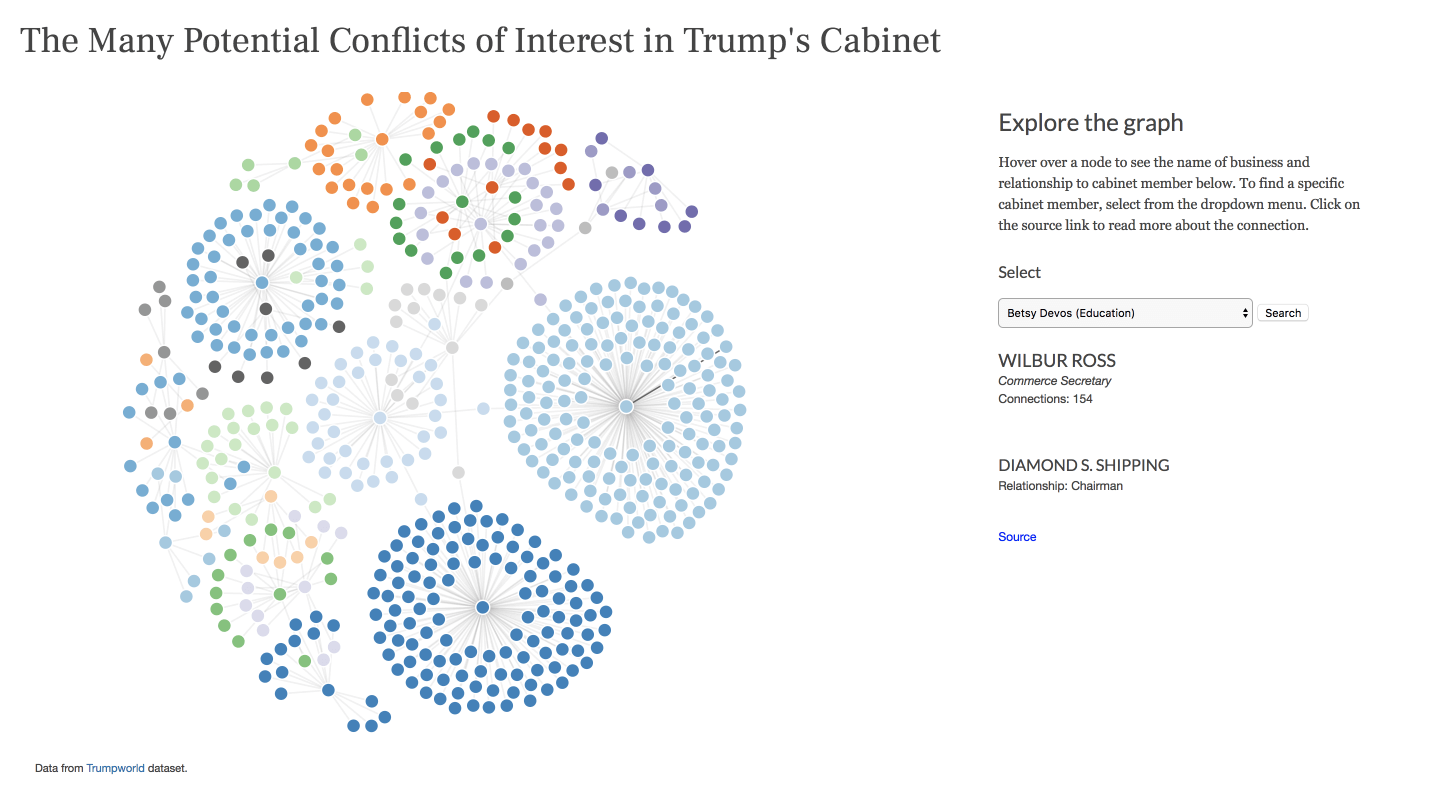 The Many Potential Conflicts of Interest in Trump's Cabinet
Explore the graph
Hover over a node to see the name of business and
relationship to cabinet member below. To find a specific
cabinet member, select from the dropdown menu. Click on
the source link to read more about the connection.
Select
Betsy Devos (Education)
Search
WILBUR ROSS
Commerce Secretary
Connections: 154
DIAMOND S. SHIPPING
Relationship: Chairman
Source
Data from Trumpworld dataset.